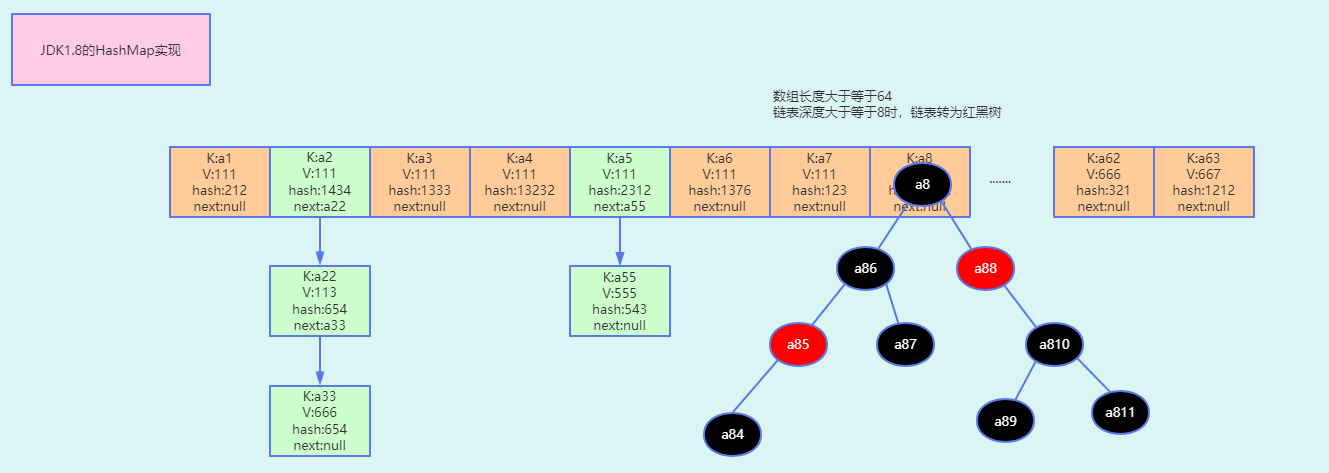 JDK1.8的HashMap实现
数组长度大于等于64
链表深度大于等于8时，链表转为红黑树
K:a1
V:111
hash:212
next:null
K:a2
V:111
hash:1434
next:a22
K:a3
V:111
hash:1333
next:null
K:a4
V:111
hash:13232
next:null
K:a5
V:111
hash:2312
next:a55
K:a6
V:111
hash:1376
next:null
K:a7
V:111
hash:123
next:null
K:a8
next:null
a8
.......
K:a62
V:666
hash:321
next:null
K:a63
V:667
hash:1212
next:null
K:a22
V:113
hash:654
next:a33
K:a55
V:555
hash:543
next:null
a86
a88
a85
a87
a810
K:a33
V:666
hash:654
next:null
a84
a89
a811